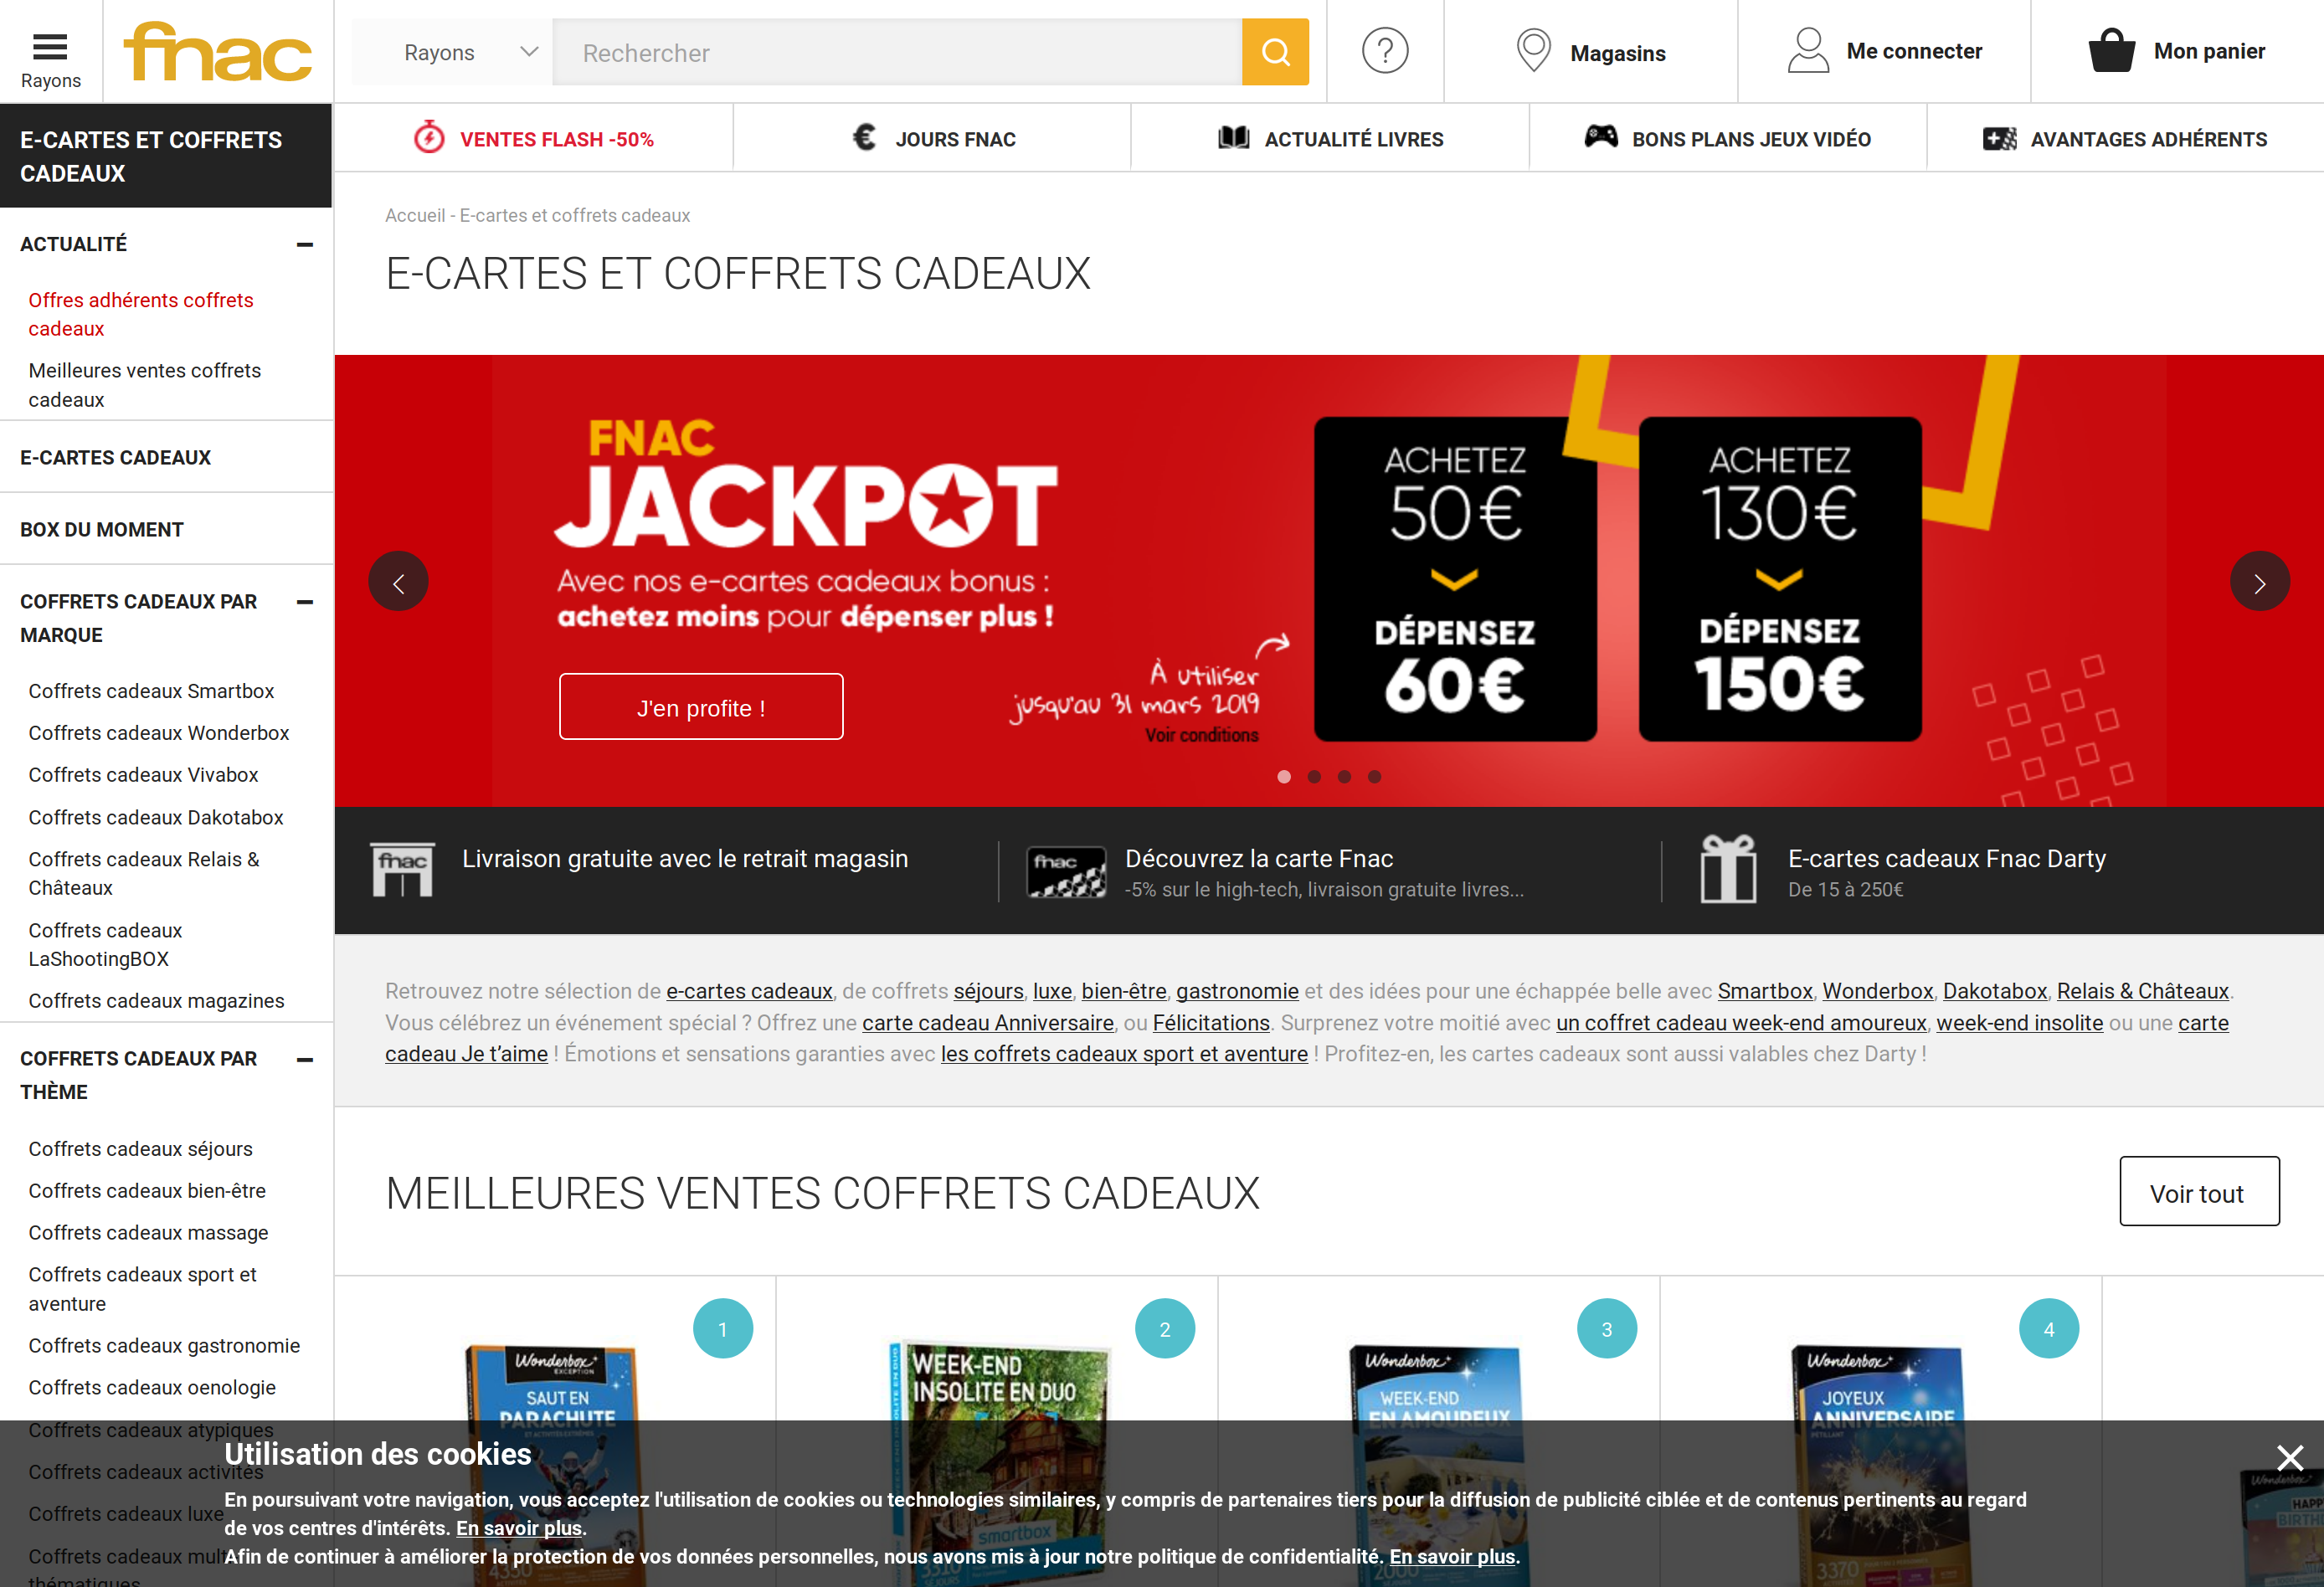 Rayons
fnac
Rayons
Rechercher
?
Magasins
Me connecter
Mon panier
VENTES FLASH -50%
JOURS FNAC
ACTUALITÉ LIVRES
BONS PLANS JEUX VIDÉO
AVANTAGES ADHÉRENTS
E-CARTES ET COFFRETS
CADEAUX
ACTUALITÉ
Offres adhérents coffrets
cadeaux
Meilleures ventes coffrets
cadeaux
E-CARTES CADEAUX
BOX DU MOMENT
COFFRETS CADEAUX PAR
MARQUE
Coffrets cadeaux Smartbox
Coffrets cadeaux Wonderbox
Coffrets cadeaux Vivabox
Coffrets cadeaux Dakotabox
Coffrets cadeaux Relais &
Châteaux
Coffrets cadeaux
LaShootingBOX
Coffrets cadeaux magazines
COFFRETS CADEAUX PAR
THÈME
Coffrets cadeaux séjours
Coffrets cadeaux bien-être
Coffrets cadeaux massage
Coffrets cadeaux sport et
aventure
Coffrets cadeaux gastronomie
Coffrets cadeaux oenologie
Coffrets cadeaux atypiques
Coffrets cadeaux activités
Coffrets cadeaux luxe
Coffrets cadeaux multi
thématiques
Accueil - E-cartes et coffrets cadeaux
E-CARTES ET COFFRETS CADEAUX
FNAC
JACKPOT
Avec nos e-cartes cadeaux bonus :
achetez moins pour dépenser plus !
J'en profite !
À utiliser
jusqu'au 31 mars 2019
Voir conditions
ACHETEZ
50€
DÉPENSEZ
60€
ACHETEZ
130€
DÉPENSEZ
150€
fnac
Livraison gratuite avec le retrait magasin
fnac
Découvrez la carte Fnac
-5% sur le high-tech, livraison gratuite livres...
E-cartes cadeaux Fnac Darty
De 15 à 250€
Retrouvez notre sélection de e-cartes cadeaux, de coffrets séjours, luxe, bien-être, gastronomie et des idées pour une échappée belle avec Smartbox, Wonderbox, Dakotabox, Relais & Châteaux.
Vous célébrez un événement spécial ? Offrez une carte cadeau Anniversaire, ou Félicitations. Surprenez votre moitié avec un coffret cadeau week-end amoureux, week-end insolite ou une carte
cadeau Je t’aime ! Émotions et sensations garanties avec les coffrets cadeaux sport et aventure ! Profitez-en, les cartes cadeaux sont aussi valables chez Darty !
MEILLEURES VENTES COFFRETS CADEAUX
Voir tout
1
Wonderbox
EXCEPTION
SAUT EN
PARACHUTE
ET ACTIVITÉS EXTRÊMES
4350
2
WEEK-END
INSOLITE EN DUO
smartbox
3310
SÉJOURS
3
Wonderbox
WEEK-END
EN AMOUREUX
2000
4
Wonderbox
JOYEUX
ANNIVERSAIRE
PÉTILLANT
3370
Wonderbox
HAPP
BIRTHD
Utilisation des cookies
En poursuivant votre navigation, vous acceptez l'utilisation de cookies ou technologies similaires, y compris de partenaires tiers pour la diffusion de publicité ciblée et de contenus pertinents au regard
de vos centres d'intérêts. En savoir plus.
Afin de continuer à améliorer la protection de vos données personnelles, nous avons mis à jour notre politique de confidentialité. En savoir plus.